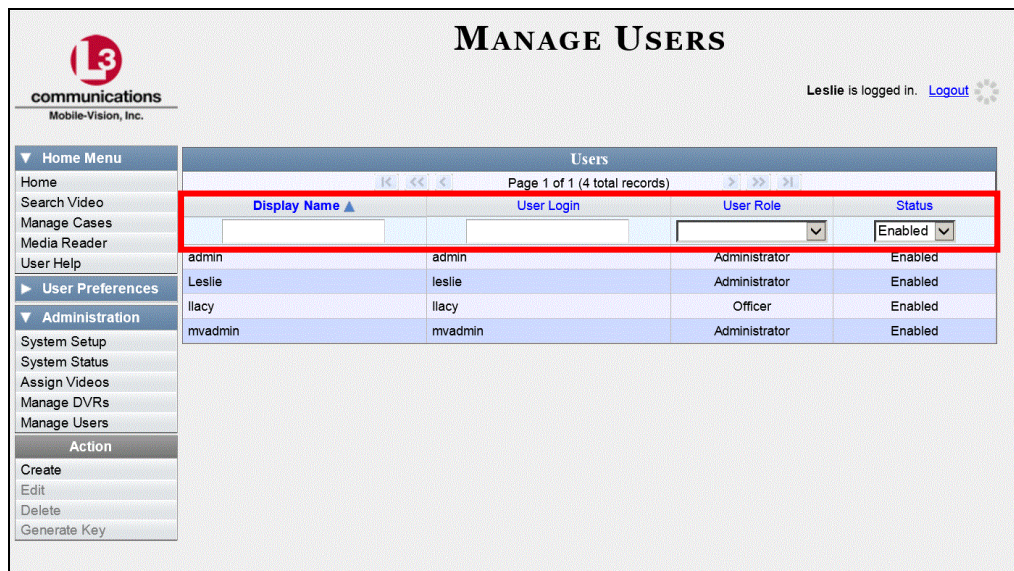 MANAGE USERS
L3
communications
Mobile-Vision, Inc.
Leslie is logged in. Logout
▼ Home Menu
Home
Search Video
Manage Cases
Media Reader
User Help
▶ User Preferences
▼ Administration
System Setup
System Status
Assign Videos
Manage DVRs
Manage Users
Action
Create
Edit
Delete
Generate Key
Users
Page 1 of 1 (4 total records)
Display Name ▲ User Login User Role Status
Enabled
admin admin Administrator Enabled
Leslie leslie Administrator Enabled
llacy llacy Officer Enabled
mvadmin mvadmin Administrator Enabled